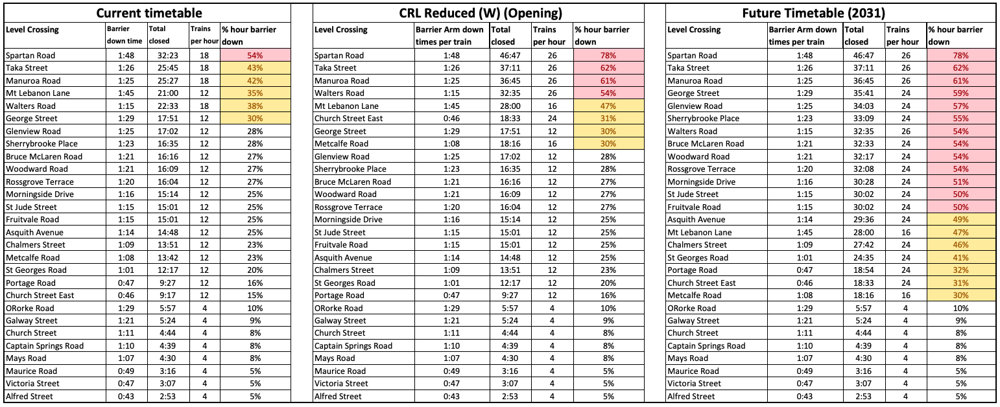 Current timetable
Level Crossing Barrier down time Total closed Trains per hour % hour barrier down
Spartan Road 1:48 32:23 18 54%
Taka Street 1:26 25:45 18 43%
Manuroa Road 1:25 25:27 18 42%
Mt Lebanon Lane 1:45 21:00 12 35%
Walters Road 1:15 22:33 18 38%
George Street 1:29 17:51 12 30%
Glenview Road 1:25 17:02 12 28%
Sherrybrooke Place 1:23 16:35 12 28%
Bruce McLaren Road 1:21 16:16 12 27%
Woodward Road 1:21 16:09 12 27%
Rossgrove Terrace 1:20 16:04 12 27%
Morningside Drive 1:16 15:14 12 25%
St Jude Street 1:15 15:01 12 25%
Fruitvale Road 1:15 15:01 12 25%
Asquith Avenue 1:14 14:48 12 25%
Chalmers Street 1:09 13:51 12 23%
Metcalfe Road 1:08 13:42 12 23%
St Georges Road 1:01 12:17 12 20%
Portage Road 0:47 9:27 12 16%
Church Street East 0:46 9:17 12 15%
ORorke Road 1:29 5:57 4 10%
Galway Street 1:21 5:24 4 9%
Church Street 1:11 4:44 4 8%
Captain Springs Road 1:10 4:39 4 8%
Mays Road 1:07 4:30 4 8%
Maurice Road 0:49 3:16 4 5%
Victoria Street 0:47 3:07 4 5%
Alfred Street 0:43 2:53 4 5%
CRL Reduced (W) (Opening)
Level Crossing Barrier Arm down times per train Total closed Trains per hour % hour barrier down
Spartan Road 1:48 46:47 26 78%
Taka Street 1:26 37:11 26 62%
Manuroa Road 1:25 36:45 26 61%
Walters Road 1:15 32:35 26 54%
Mt Lebanon Lane 1:45 28:00 16 47%
Church Street East 0:46 18:33 24 31%
George Street 1:29 17:51 12 30%
Metcalfe Road 1:08 18:16 16 30%
Glenview Road 1:25 17:02 12 28%
Sherrybrooke Place 1:23 16:35 12 28%
Bruce McLaren Road 1:21 16:16 12 27%
Woodward Road 1:21 16:09 12 27%
Rossgrove Terrace 1:20 16:04 12 27%
Morningside Drive 1:16 15:14 12 25%
St Jude Street 1:15 15:01 12 25%
Fruitvale Road 1:15 15:01 12 25%
Asquith Avenue 1:14 14:48 12 25%
Chalmers Street 1:09 13:51 12 23%
St Georges Road 1:01 12:17 12 20%
Portage Road 0:47 9:27 12 16%
ORorke Road 1:29 5:57 4 10%
Galway Street 1:21 5:24 4 9%
Church Street 1:11 4:44 4 8%
Captain Springs Road 1:10 4:39 4 8%
Mays Road 1:07 4:30 4 8%
Maurice Road 0:49 3:16 4 5%
Victoria Street 0:47 3:07 4 5%
Alfred Street 0:43 2:53 4 5%
Future Timetable (2031)
Level Crossing Barrier Arm down times per train Total closed Trains per hour % hour barrier down
Spartan Road 1:48 46:47 26 78%
Taka Street 1:26 37:11 26 62%
Manuroa Road 1:25 36:45 26 61%
George Street 1:29 35:41 24 59%
Glenview Road 1:25 34:03 24 57%
Sherrybrooke Place 1:23 33:09 24 55%
Walters Road 1:15 32:35 26 54%
Bruce McLaren Road 1:21 32:33 24 54%
Woodward Road 1:21 32:17 24 54%
Rossgrove Terrace 1:20 32:08 24 54%
Morningside Drive 1:16 30:28 24 51%
St Jude Street 1:15 30:02 24 50%
Fruitvale Road 1:15 30:02 24 50%
Asquith Avenue 1:14 29:36 24 49%
Mt Lebanon Lane 1:45 28:00 16 47%
Chalmers Street 1:09 27:42 24 46%
St Georges Road 1:01 24:35 24 41%
Portage Road 0:47 18:54 24 32%
Church Street East 0:46 18:33 24 31%
Metcalfe Road 1:08 18:16 16 30%
ORorke Road 1:29 5:57 4 10%
Galway Street 1:21 5:24 4 9%
Church Street 1:11 4:44 4 8%
Captain Springs Road 1:10 4:39 4 8%
Mays Road 1:07 4:30 4 8%
Maurice Road 0:49 3:16 4 5%
Victoria Street 0:47 3:07 4 5%
Alfred Street 0:43 2:53 4 5%